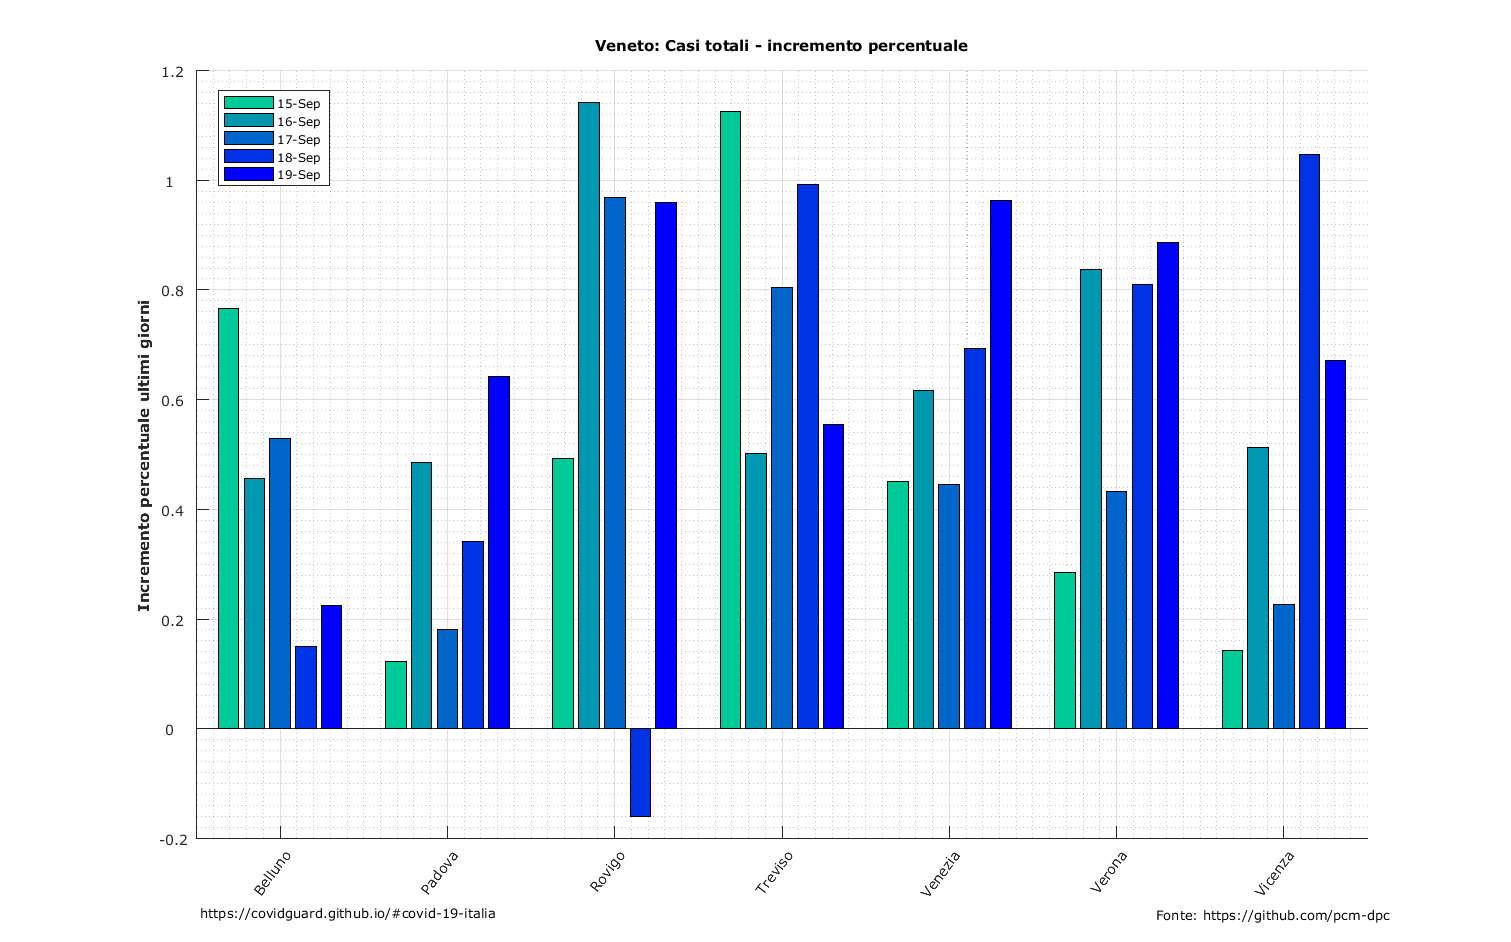 Veneto: Casi totali - incremento percentuale
1.2
1
0.8
0.6
0.4
0.2
0
-0.2
Incremento percentuale ultimi giorni
15-Sep
16-Sep
17-Sep
18-Sep
19-Sep
Belluno
Padova
Rovigo
Treviso
Venezia
Verona
Vicenza
https://covidguard.github.io/#covid-19-italia
Fonte: https://github.com/pcm-dpc